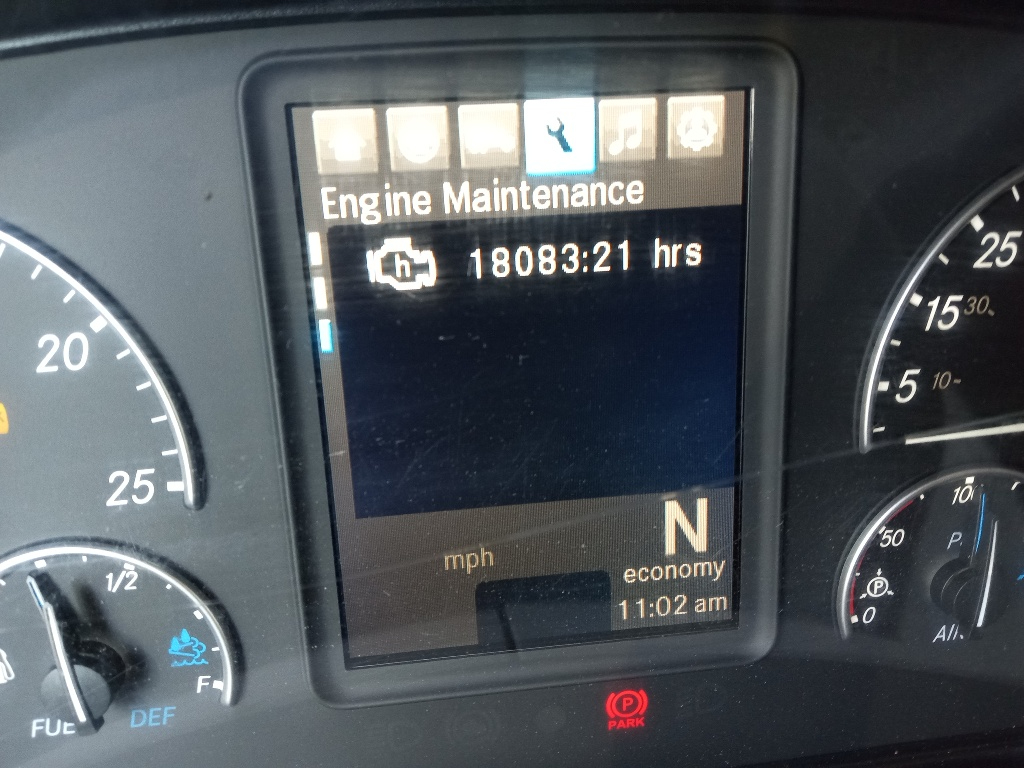 Engine Maintenance
h 18083:21 hrs
20
25
25
15 30
5 10
N
mph
economy
11:02 am
1/2
F
FUEL
DEF
50
P
0
P
PARK